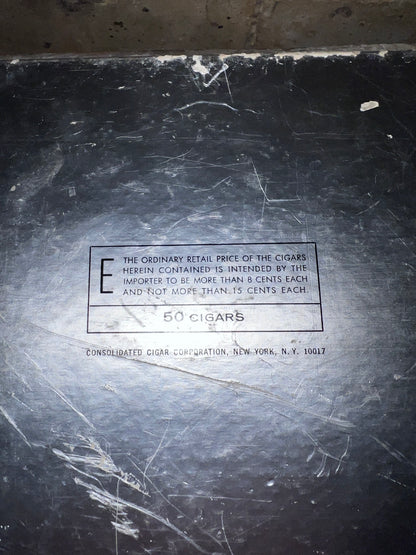 E
THE ORDINARY RETAIL PRICE OF THE CIGARS
HEREIN CONTAINED IS INTENDED BY THE
IMPORTER TO BE MORE THAN 8 CENTS EACH
AND NOT MORE THAN 15 CENTS EACH
50 CIGARS
CONSOLIDATED CIGAR CORPORATION, NEW YORK, N. Y. 10017